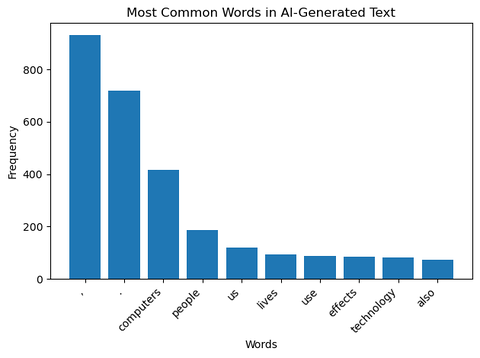 Most Common Words in AI-Generated Text
Frequency
800
600
400
200
0
,
.
computers
people
us
lives
use
effects
technology
also
Words